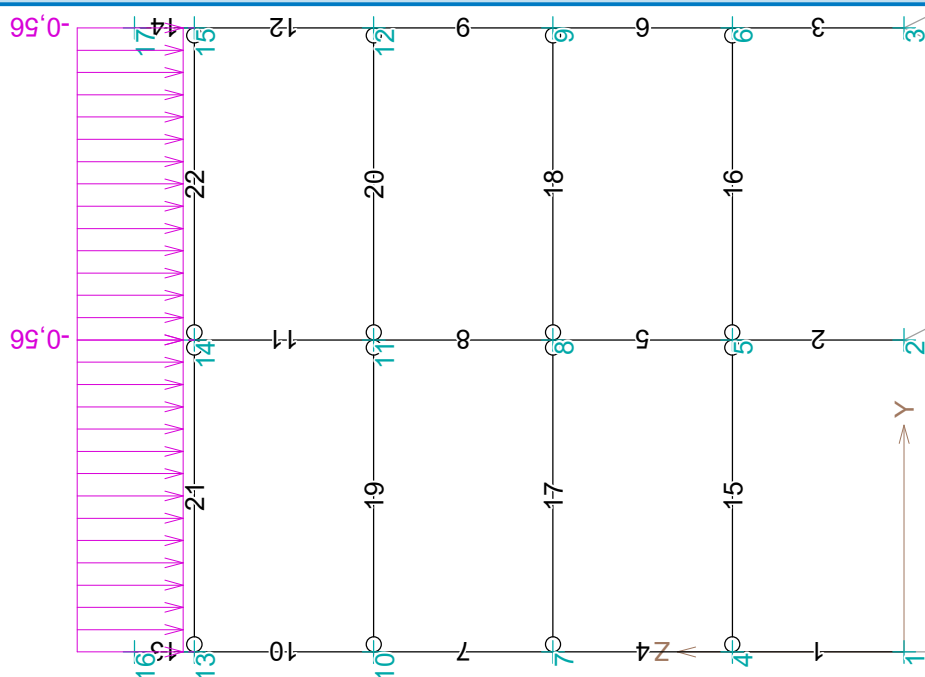 -0,56 17 14 15 12 12 9 9 6 6 3 3
22 20 18 16
-0,56 14 11 11 8 8 5 5 2 2
Y
21 19 17 15
16 13 13 10 10 7 7 4 Z 4 1 1